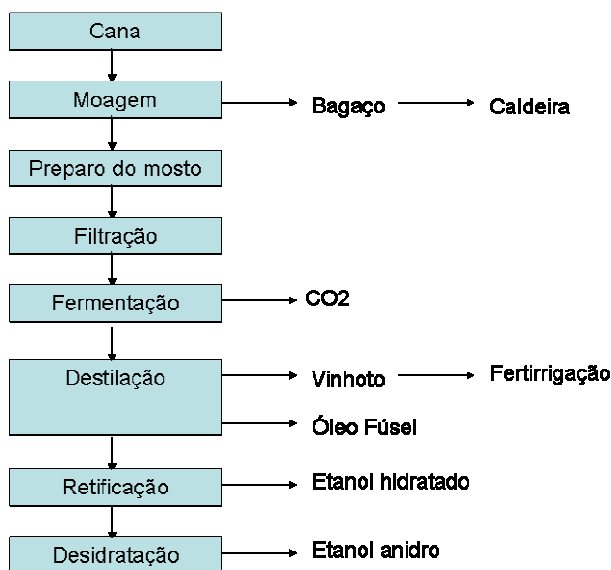 Cana
Moagem
Bagaço
Caldeira
Preparo do mosto
Filtração
Fermentação
CO2
Destilação
Vinhoto
Fertirrigação
Óleo Fúsel
Retificação
Etanol hidratado
Desidratação
Etanol anidro